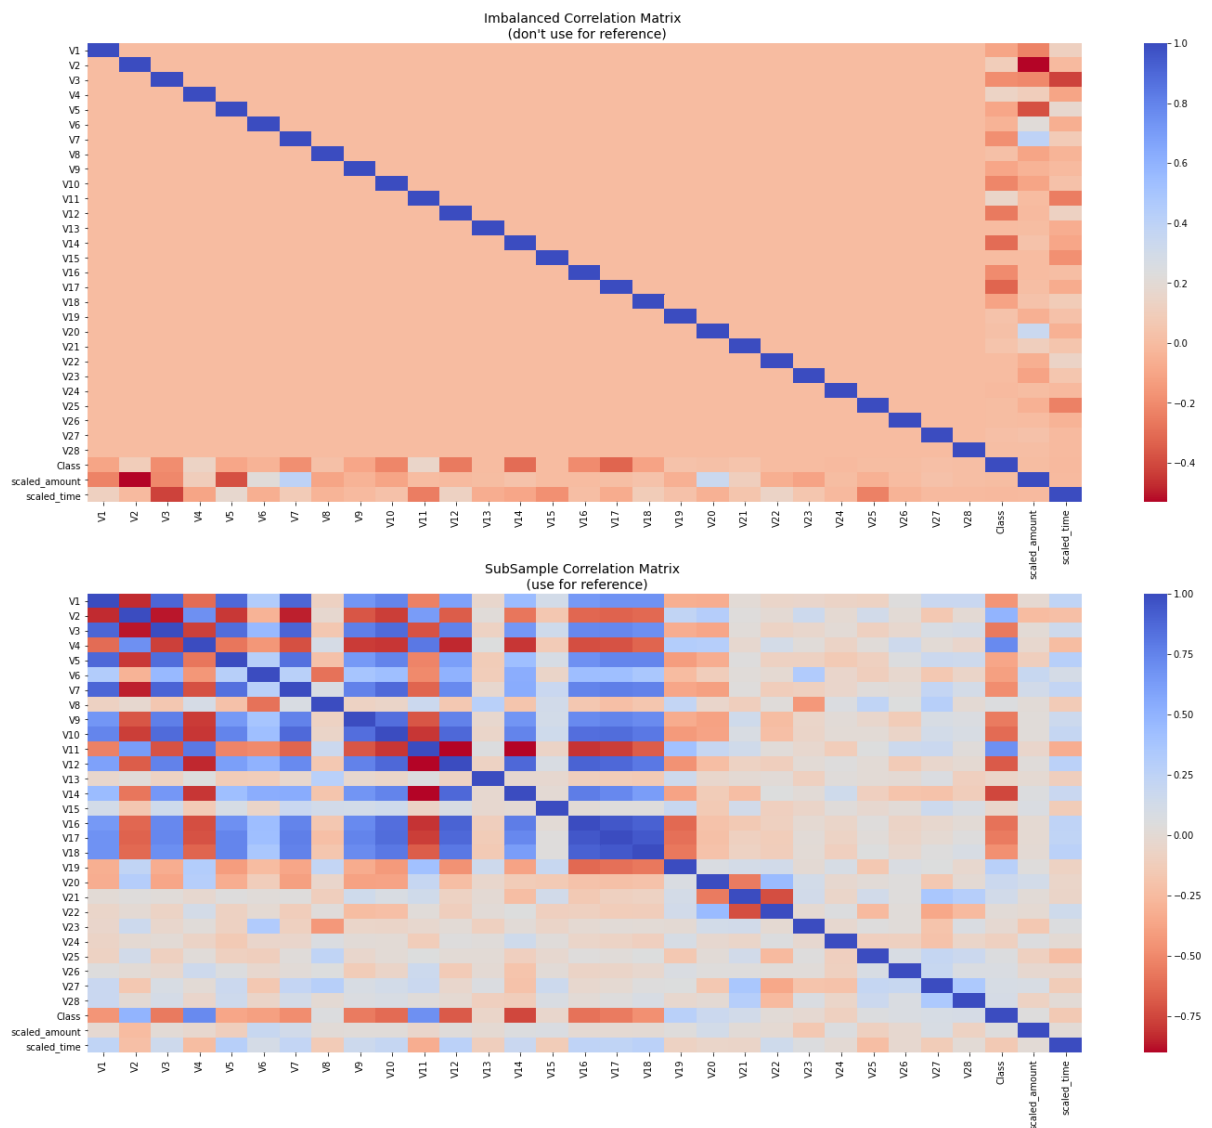 Imbalanced Correlation Matrix
(don't use for reference)
V1
V2
V3
V4
V5
V6
V7
V8
V9
V10
V11
V12
V13
V14
V15
V16
V17
V18
V19
V20
V21
V22
V23
V24
V25
V26
V27
V28
Class
scaled_amount
scaled_time
V1 V2 V3 V4 V5 V6 V7 V8 V9 V10 V11 V12 V13 V14 V15 V16 V17 V18 V19 V20 V21 V22 V23 V24 V25 V26 V27 V28 Class scaled_amount scaled_time
1.0
0.8
0.6
0.4
0.2
0.0
−0.2
−0.4
SubSample Correlation Matrix
(use for reference)
V1
V2
V3
V4
V5
V6
V7
V8
V9
V10
V11
V12
V13
V14
V15
V16
V17
V18
V19
V20
V21
V22
V23
V24
V25
V26
V27
V28
Class
scaled_amount
scaled_time
V1 V2 V3 V4 V5 V6 V7 V8 V9 V10 V11 V12 V13 V14 V15 V16 V17 V18 V19 V20 V21 V22 V23 V24 V25 V26 V27 V28 Class scaled_amount scaled_time
1.00
0.75
0.50
0.25
0.00
−0.25
−0.50
−0.75